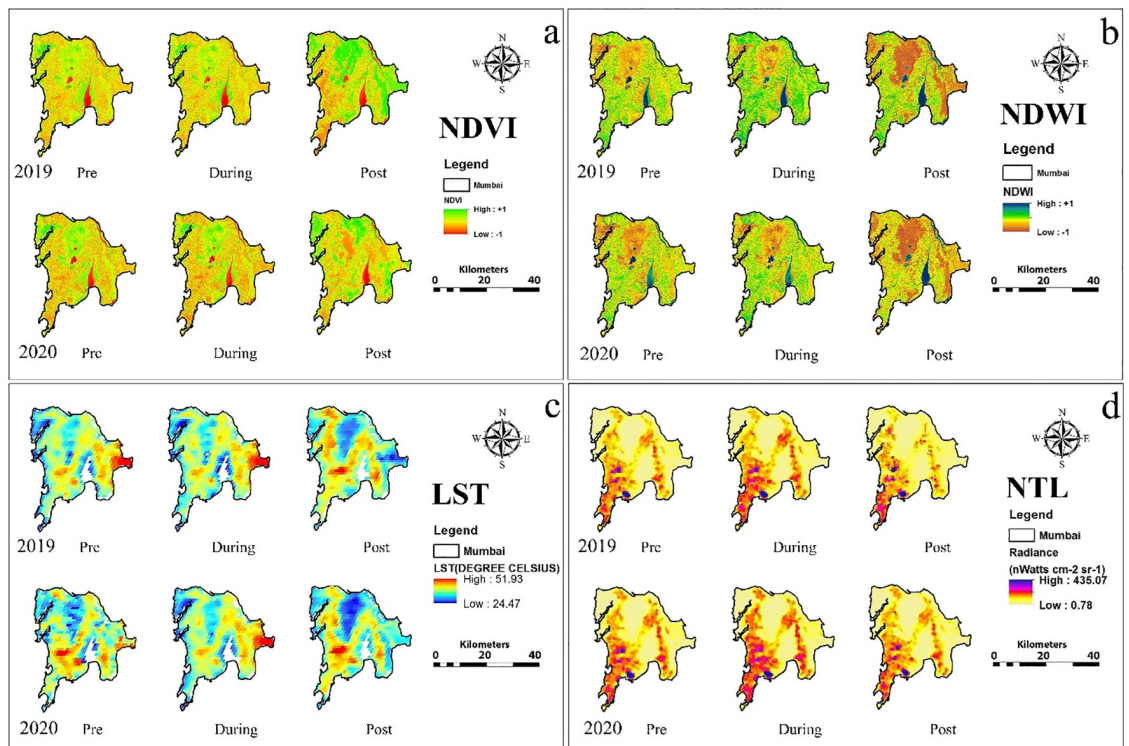 a
N
W E
S
NDVI
Legend
Mumbai
NDVI
High : +1
Low : -1
Kilometers
0 20 40
2019 Pre During Post
2020 Pre During Post
b
N
W E
S
NDWI
Legend
Mumbai
NDWI
High : +1
Low : -1
Kilometers
0 20 40
2019 Pre During Post
2020 Pre During Post
c
N
W E
S
LST
Legend
Mumbai
LST(DEGREE CELSIUS)
High : 51.93
Low : 24.47
Kilometers
0 20 40
2019 Pre During Post
2020 Pre During Post
d
N
W E
S
NTL
Legend
Mumbai
Radiance
(nWatts cm-2 sr-1)
High : 435.07
Low : 0.78
Kilometers
0 20 40
2019 Pre During Post
2020 Pre During Post